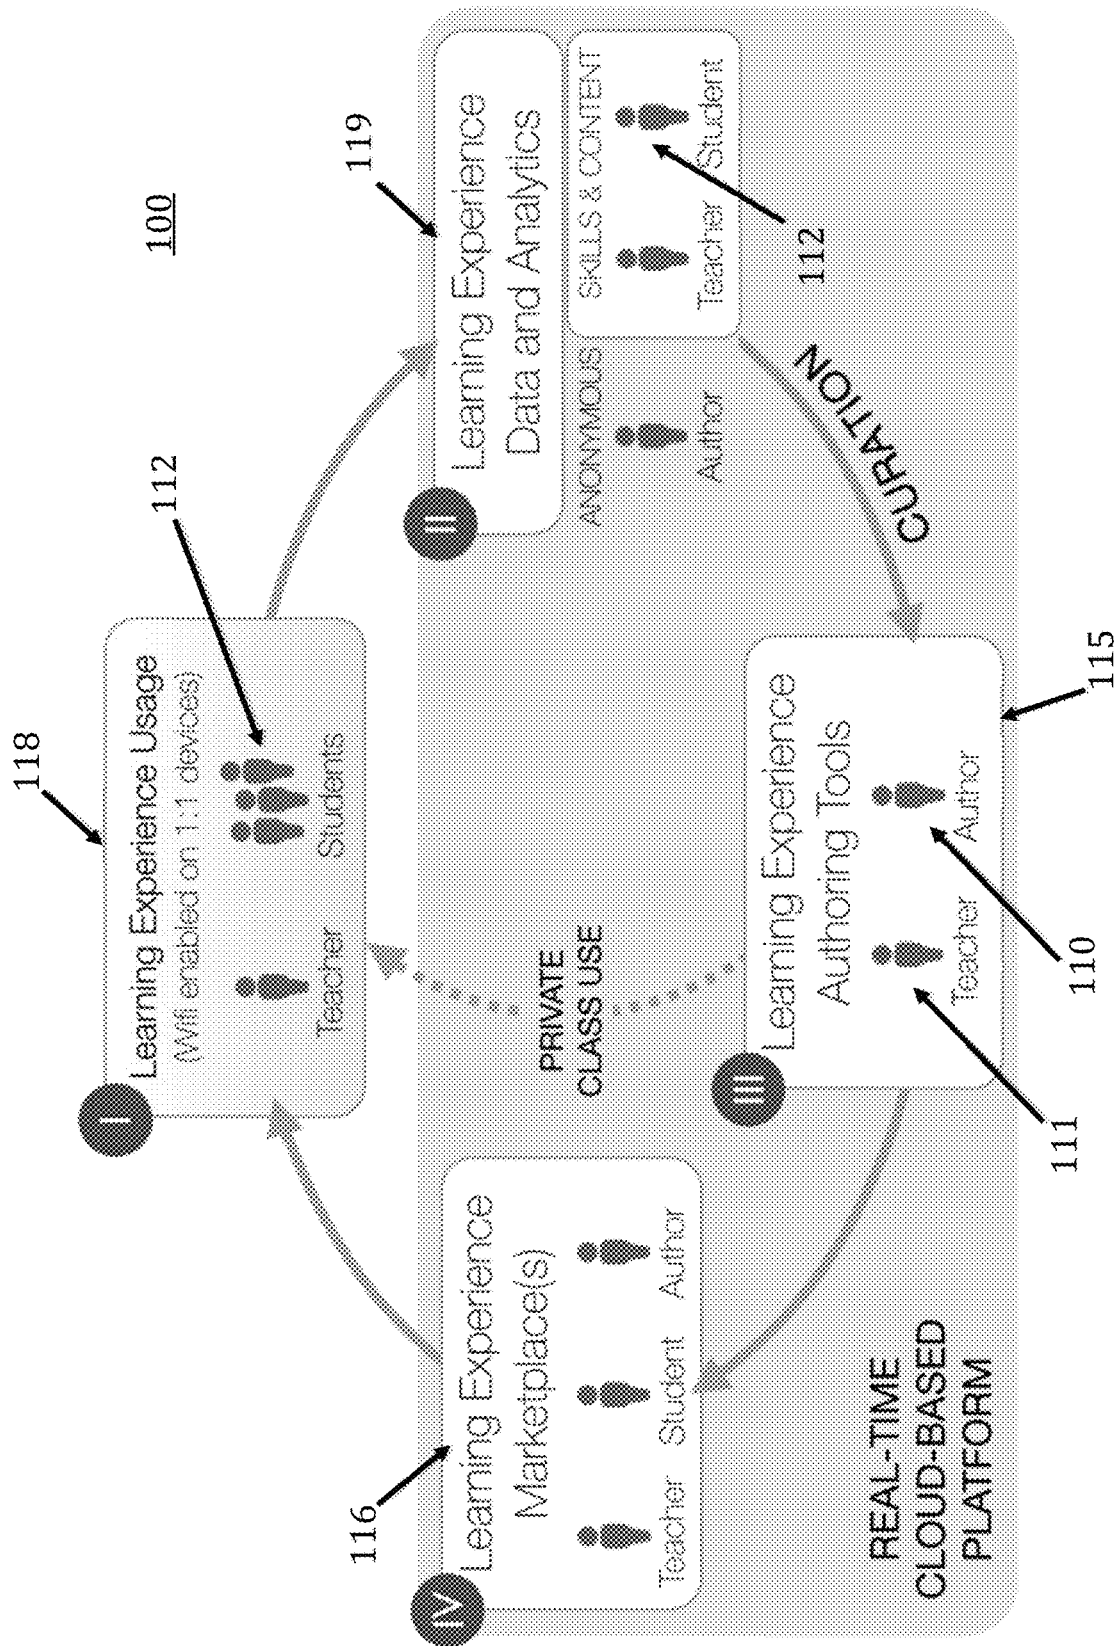 100
118
I
Learning Experience Usage
(Wifi enabled on 1:1 devices)
Teacher
Students
112
119
II
Learning Experience
Data and Analytics
ANONYMOUS
Author
SKILLS & CONTENT
Teacher
Student
112
CURATION
116
IV
Learning Experience
Marketplace(s)
Teacher
Student
Author
PRIVATE
CLASS USE
III
Learning Experience
Authoring Tools
Teacher
Author
111
110
115
REAL-TIME
CLOUD-BASED
PLATFORM